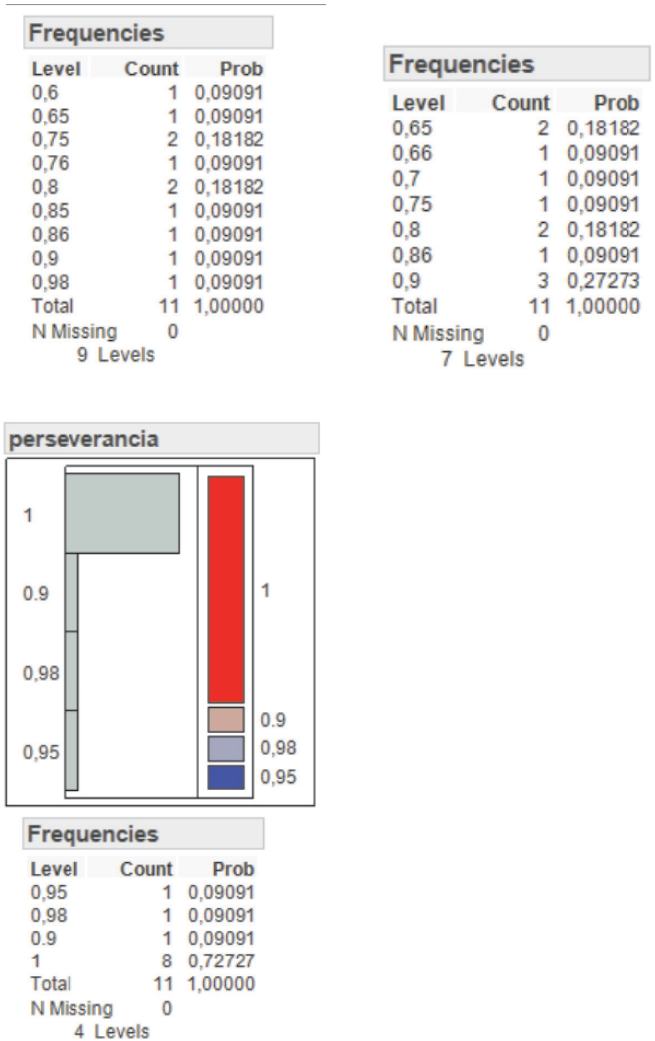 Frequencies
Level Count Prob
0,6 1 0,09091
0,65 1 0,09091
0,75 2 0,18182
0,76 1 0,09091
0,8 2 0,18182
0,85 1 0,09091
0,86 1 0,09091
0,9 1 0,09091
0,98 1 0,09091
Total 11 1,00000
N Missing 0
9 Levels
Frequencies
Level Count Prob
0,65 2 0,18182
0,66 1 0,09091
0,7 1 0,09091
0,75 1 0,09091
0,8 2 0,18182
0,86 1 0,09091
0,9 3 0,27273
Total 11 1,00000
N Missing 0
7 Levels
perseverancia
1
0.9
0,98
0,95
1
0.9
0,98
0,95
Frequencies
Level Count Prob
0,95 1 0,09091
0,98 1 0,09091
0.9 1 0,09091
1 8 0,72727
Total 11 1,00000
N Missing 0
4 Levels